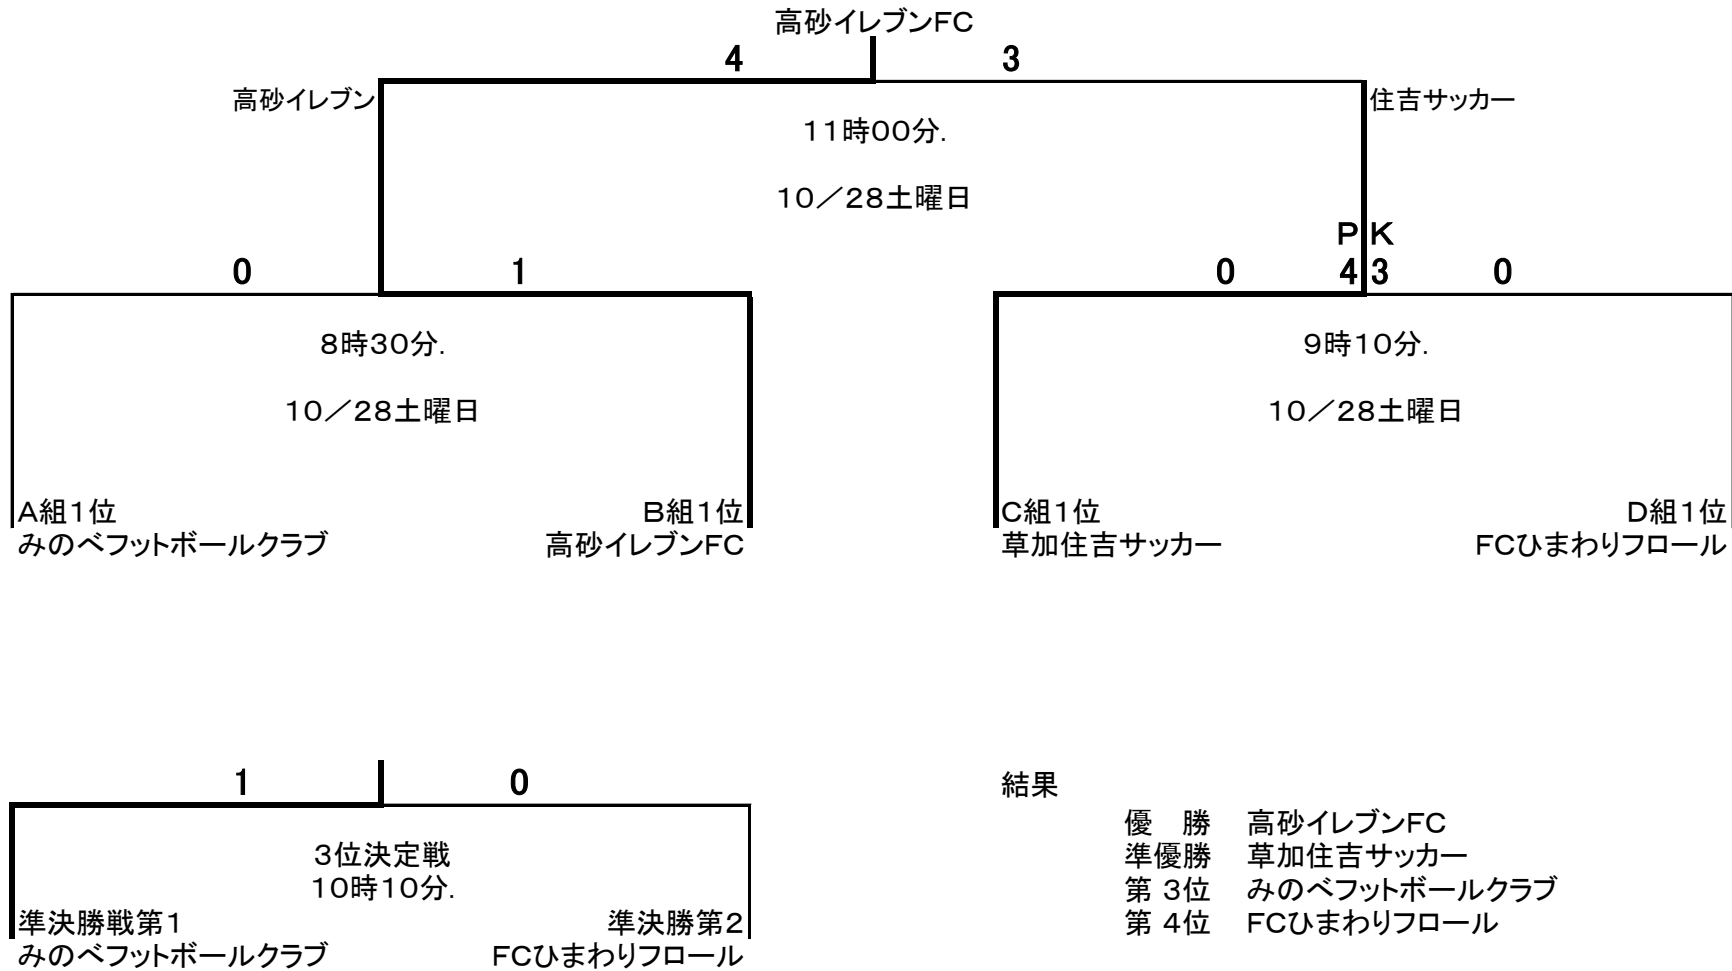 高砂イレブンFC
4 3
高砂イレブン 住吉サッカー
11時00分.
10/28土曜日
PK
0 1 0 43 0
8時30分. 9時10分.
10/28土曜日 10/28土曜日
A組1位 B組1位 C組1位 D組1位
みのべフットボールクラブ 高砂イレブンFC 草加住吉サッカー FCひまわりフロール
1 0 結果
優 勝 高砂イレブンFC
3位決定戦 準優勝 草加住吉サッカー
10時10分. 第 3位 みのべフットボールクラブ
準決勝戦第1 準決勝第2 第 4位 FCひまわりフロール
みのべフットボールクラブ FCひまわりフロール